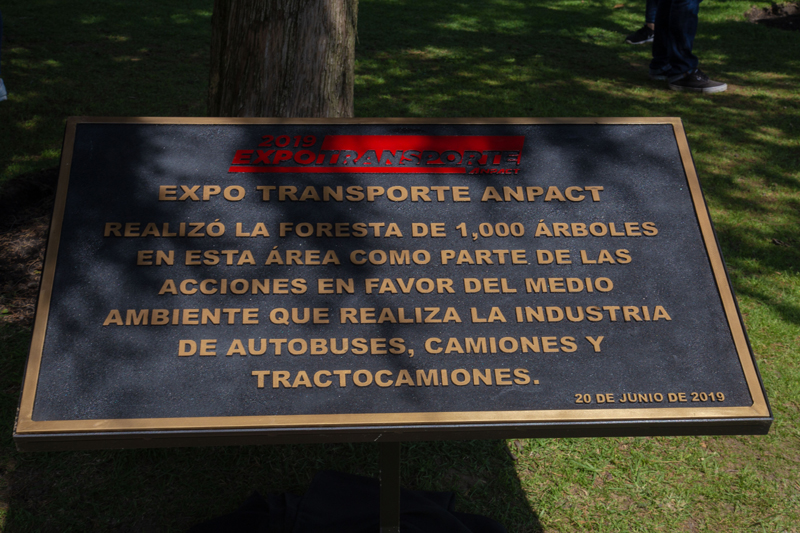 2019
EXPOTRANSPORTE
ANPACT
EXPO TRANSPORTE ANPACT
REALIZÓ LA FORESTA DE 1,000 ÁRBOLES
EN ESTA ÁREA COMO PARTE DE LAS
ACCIONES EN FAVOR DEL MEDIO
AMBIENTE QUE REALIZA LA INDUSTRIA
DE AUTOBUSES, CAMIONES Y
TRACTOCAMIONES.
20 DE JUNIO DE 2019